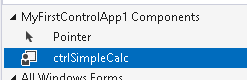 MyFirstControlApp1 Components
Pointer
ctrlSimpleCalc
All Windows Forms